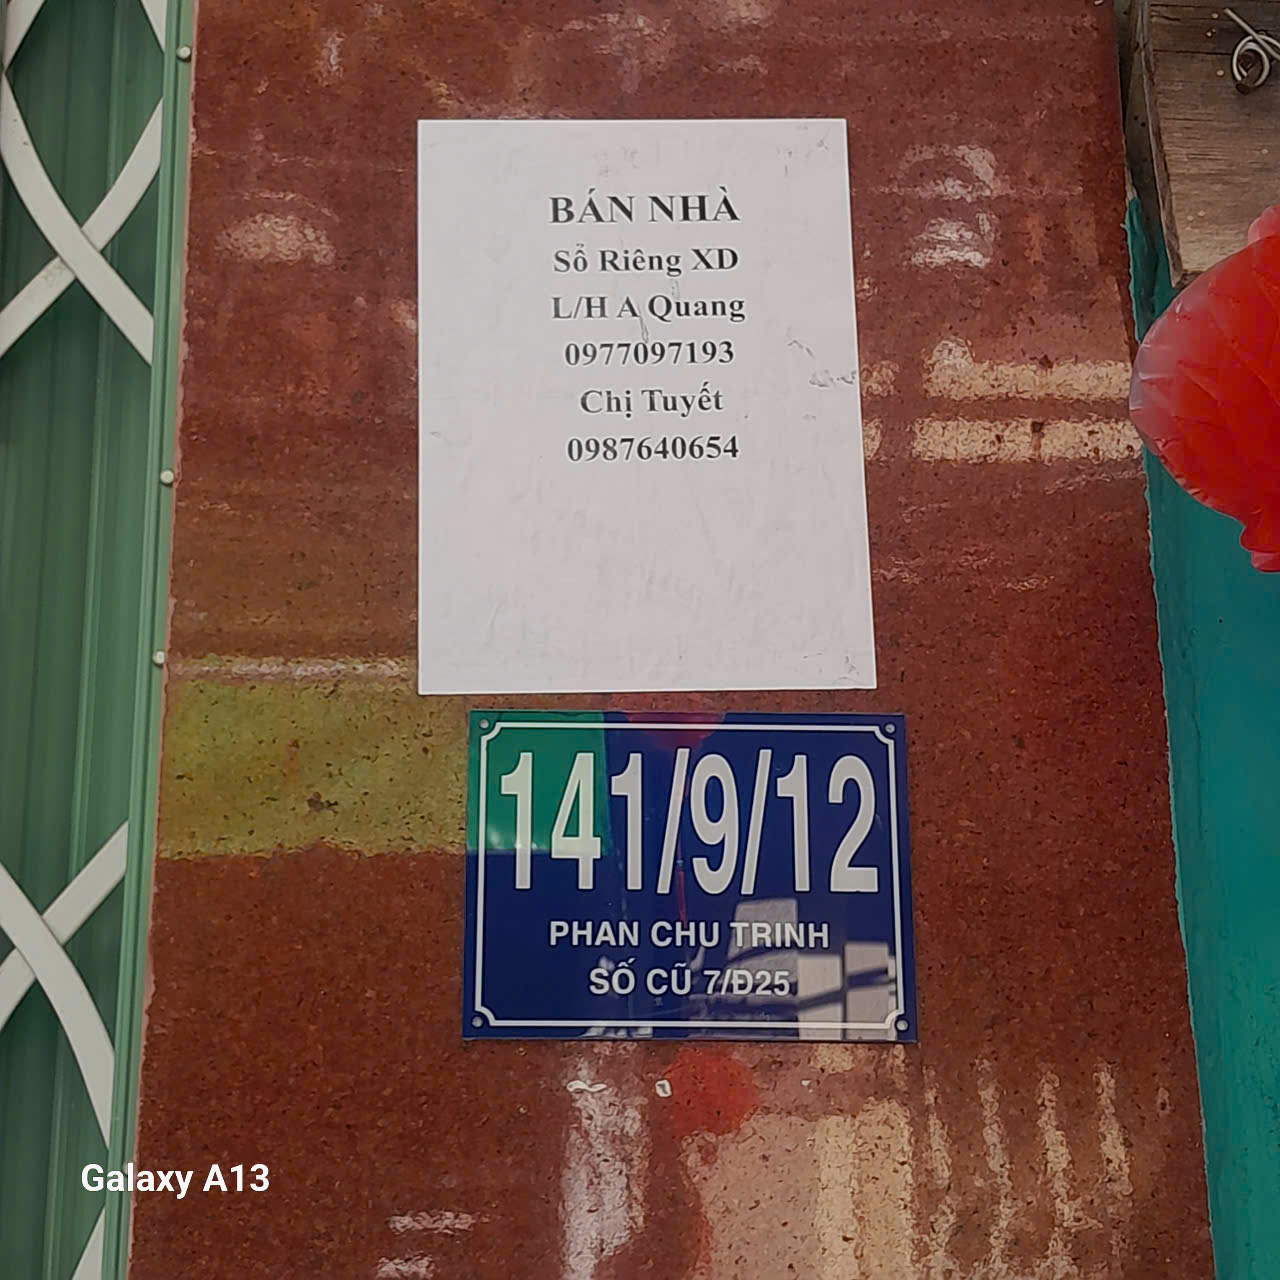 BÁN NHÀ
Sổ Riêng XD
L/H A Quang
0977097193
Chị Tuyết
0987640654
141/9/12
PHAN CHU TRINH
SỐ CŨ 7/Đ25
Galaxy A13